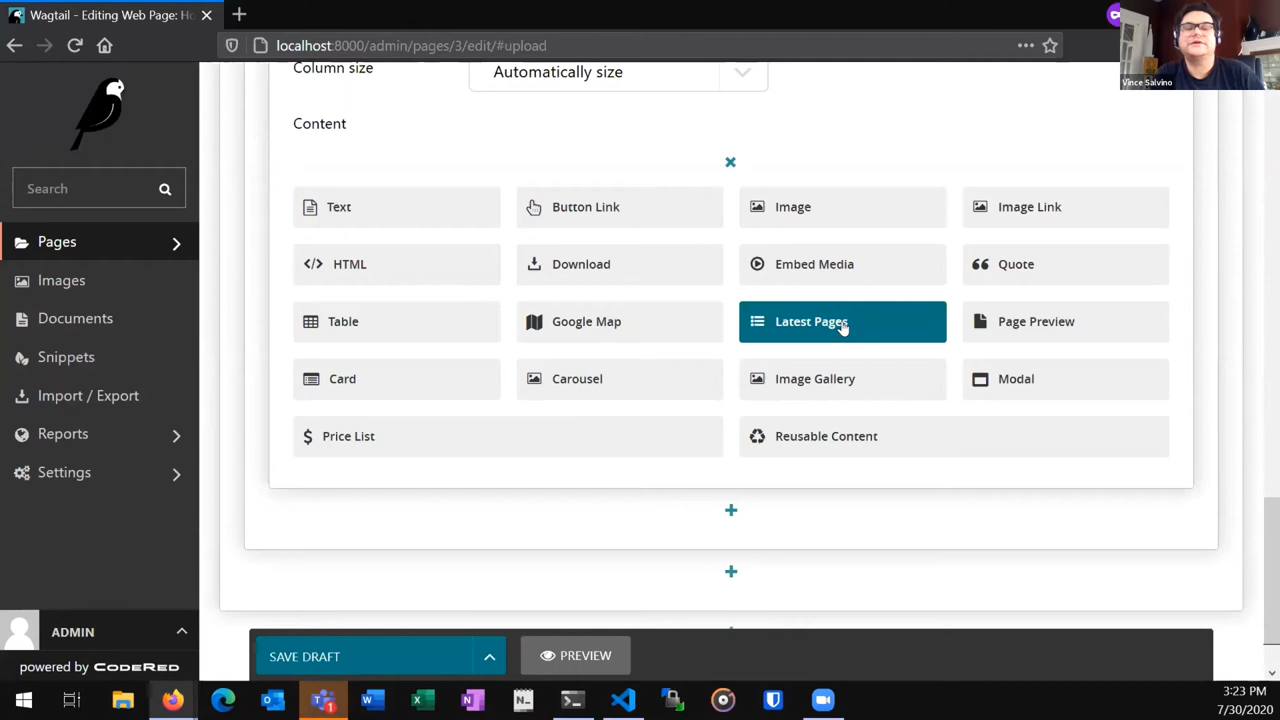 Wagtail - Editing Web Page: Ho
localhost:8000/admin/pages/3/edit/#upload
Vince Salvino
Search
Pages
Images
Documents
Snippets
Import / Export
Reports
Settings
ADMIN
powered by CODERED
Column size
Automatically size
Content
Text
Button Link
Image
Image Link
HTML
Download
Embed Media
Quote
Table
Google Map
Latest Pages
Page Preview
Card
Carousel
Image Gallery
Modal
Price List
Reusable Content
SAVE DRAFT
PREVIEW
3:23 PM
7/30/2020